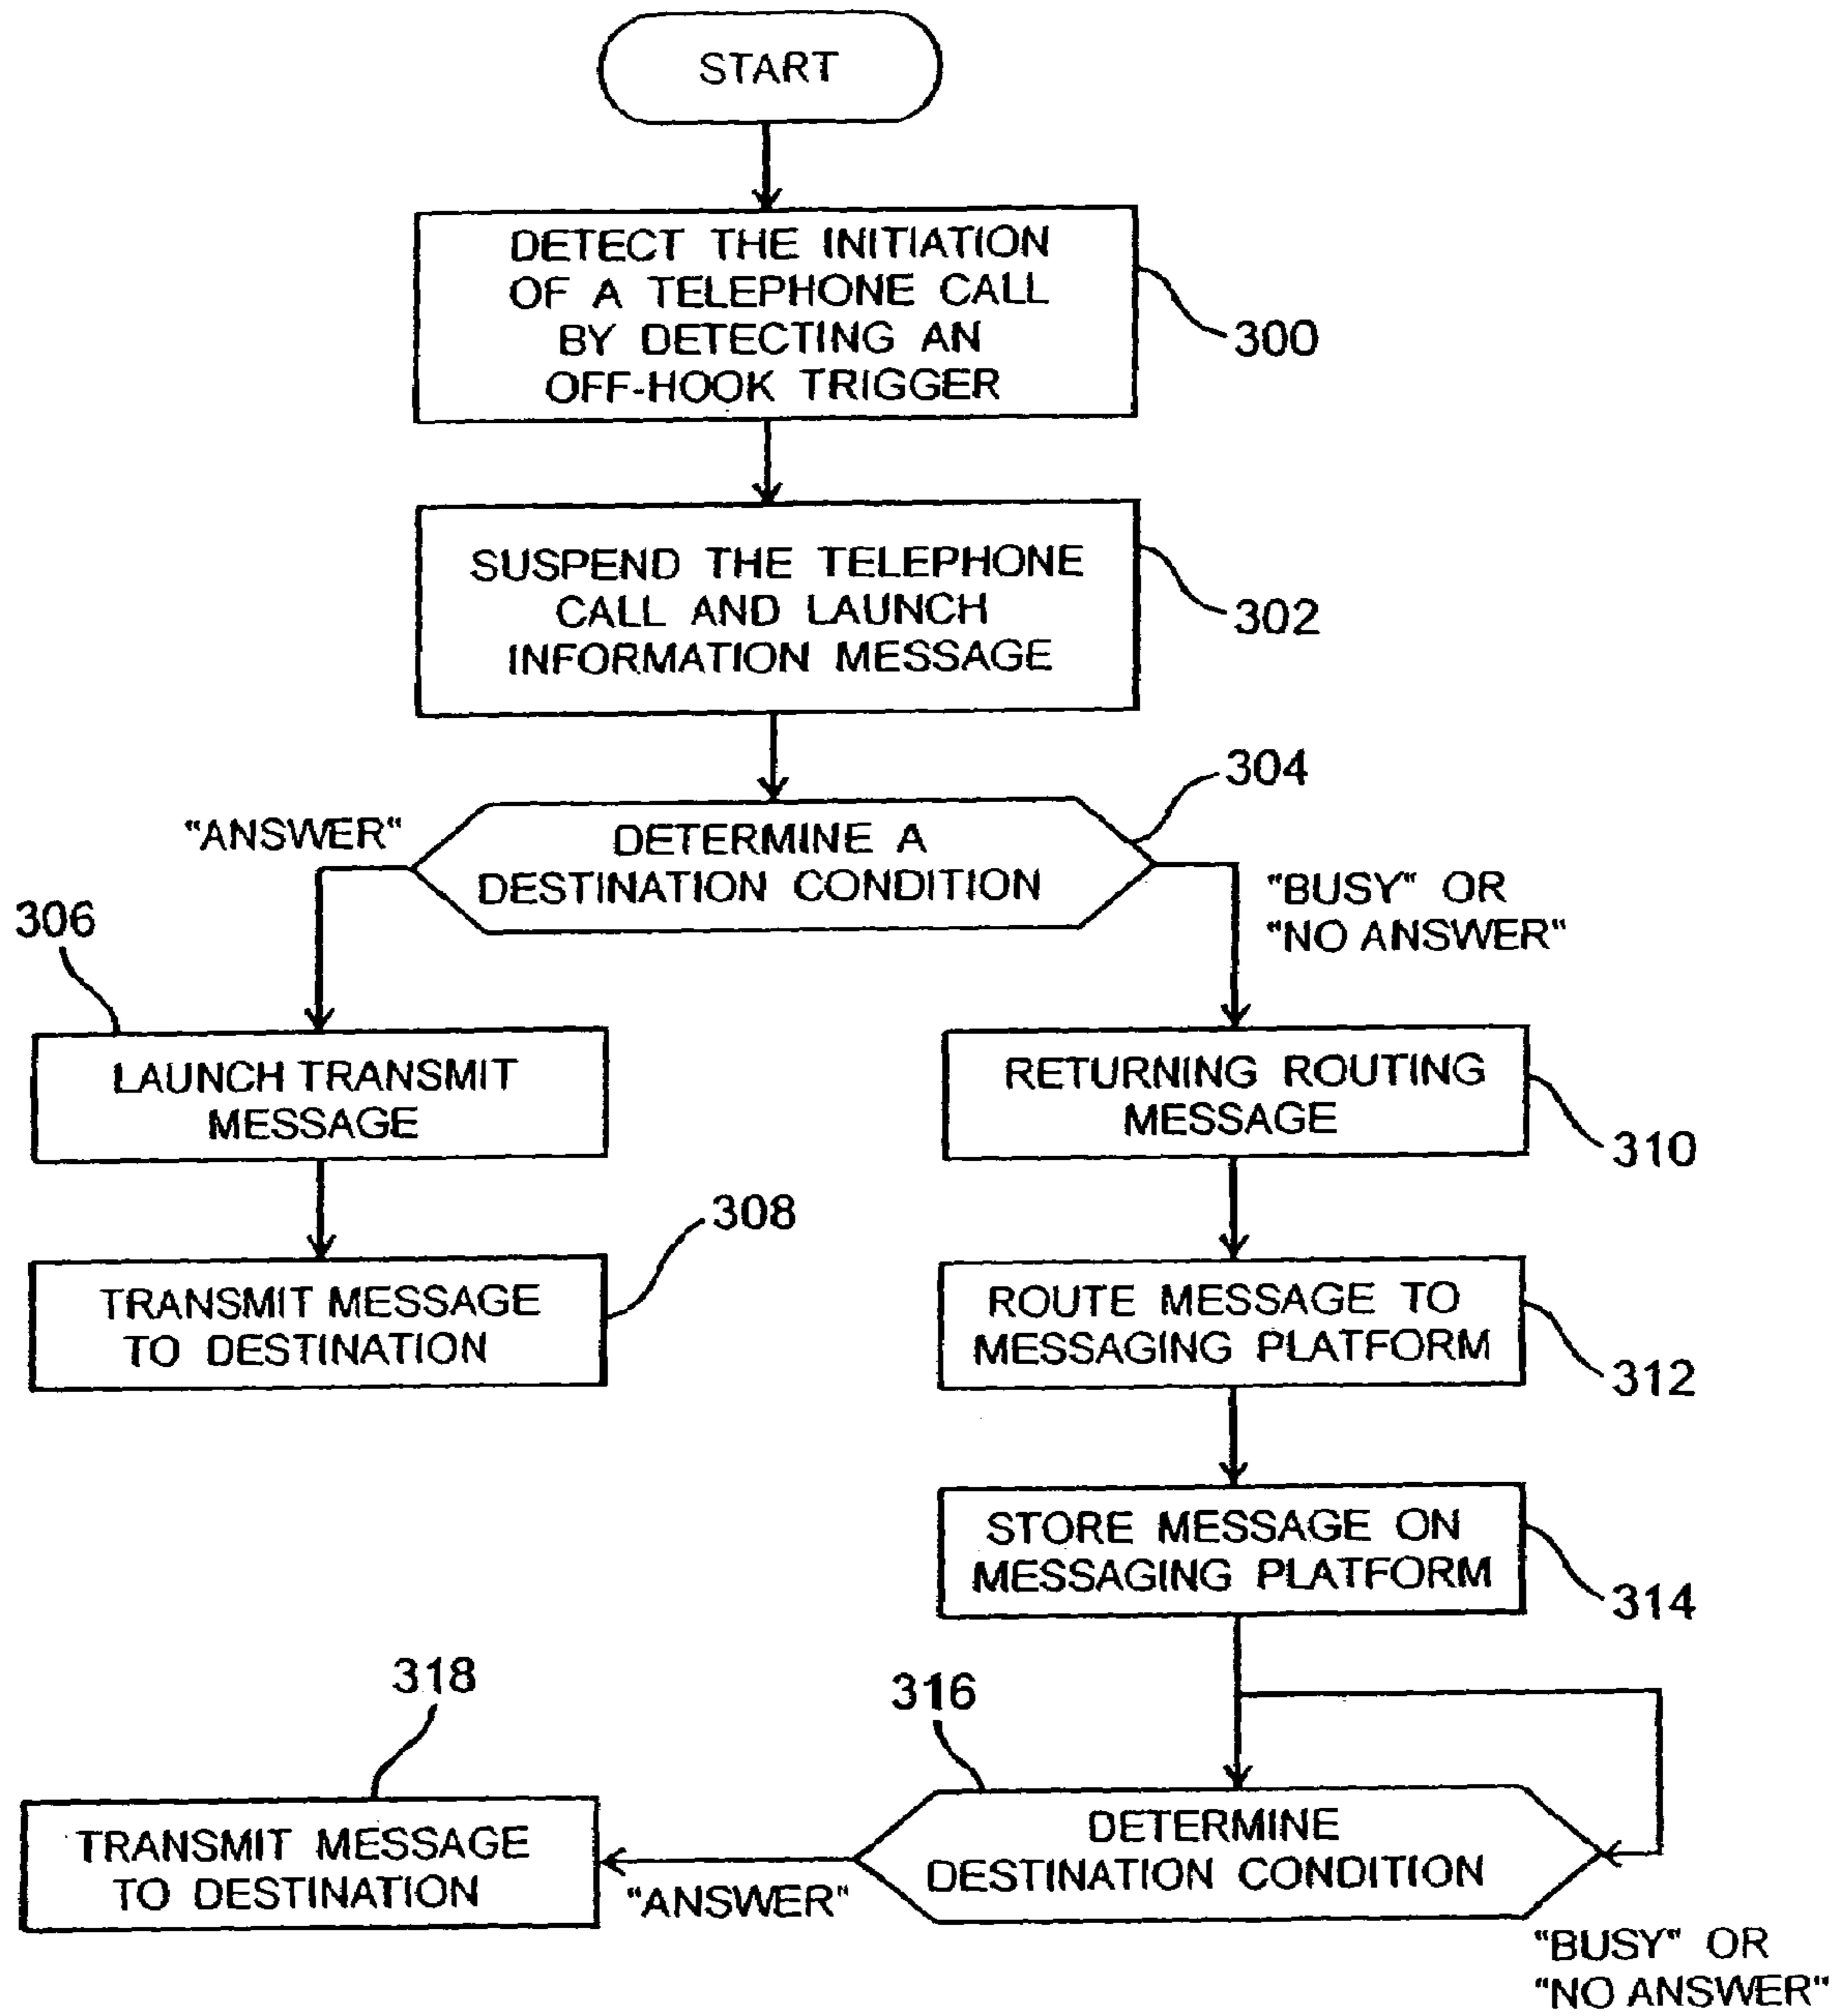 START
DETECT THE INITIATION
OF A TELEPHONE CALL
BY DETECTING AN
OFF-HOOK TRIGGER
300
SUSPEND THE TELEPHONE
CALL AND LAUNCH
INFORMATION MESSAGE
302
304
"ANSWER"
DETERMINE A
DESTINATION CONDITION
"BUSY" OR
"NO ANSWER"
306
LAUNCH TRANSMIT
MESSAGE
RETURNING ROUTING
MESSAGE
310
308
TRANSMIT MESSAGE
TO DESTINATION
ROUTE MESSAGE TO
MESSAGING PLATFORM
312
STORE MESSAGE ON
MESSAGING PLATFORM
314
318
316
TRANSMIT MESSAGE
TO DESTINATION
"ANSWER"
DETERMINE
DESTINATION CONDITION
"BUSY" OR
"NO ANSWER"